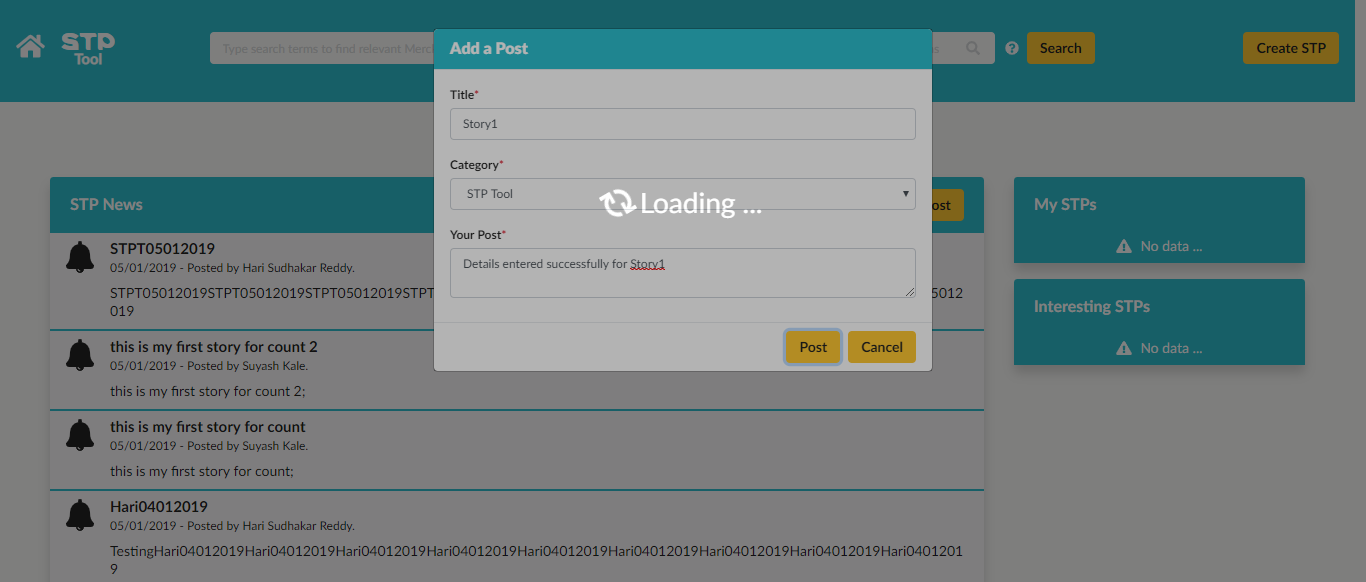 STP
Tool
Type search terms to find relevant Merc
Search
Create STP
Add a Post
Title*
Story1
Category*
STP Tool
Loading ...
Your Post*
Details entered successfully for Story1
Post
Cancel
STP News
ost
STPT05012019
05/01/2019 - Posted by Hari Sudhakar Reddy.
STPT05012019STPT05012019STPT05012019STPT
5012
019
this is my first story for count 2
05/01/2019 - Posted by Suyash Kale.
this is my first story for count 2;
this is my first story for count
05/01/2019 - Posted by Suyash Kale.
this is my first story for count;
Hari04012019
05/01/2019 - Posted by Hari Sudhakar Reddy.
TestingHari04012019Hari04012019Hari04012019Hari04012019Hari04012019Hari04012019Hari04012019Hari04012019Hari0401201
9
My STPs
No data ...
Interesting STPs
No data ...